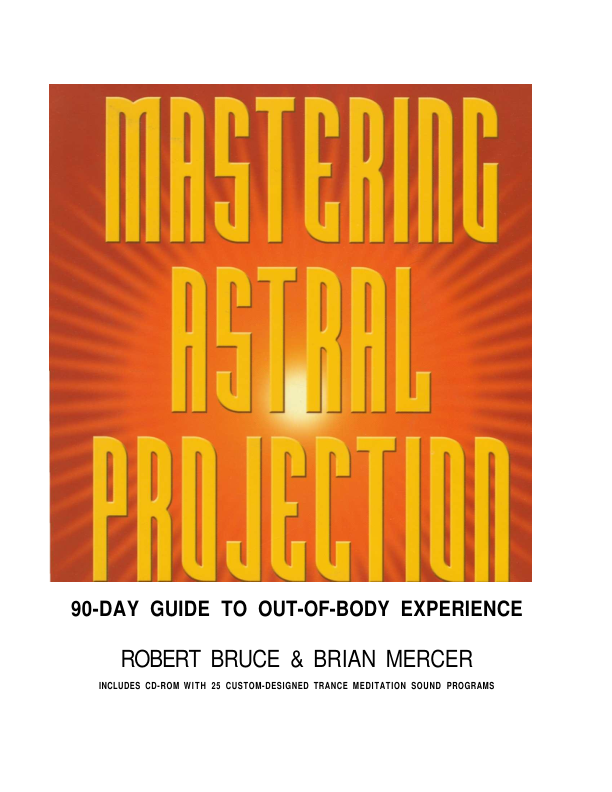 MASTERING
ASTRAL
PROJECTION
90-DAY GUIDE TO OUT-OF-BODY EXPERIENCE
ROBERT BRUCE & BRIAN MERCER
INCLUDES CD-ROM WITH 25 CUSTOM-DESIGNED TRANCE MEDITATION SOUND PROGRAMS